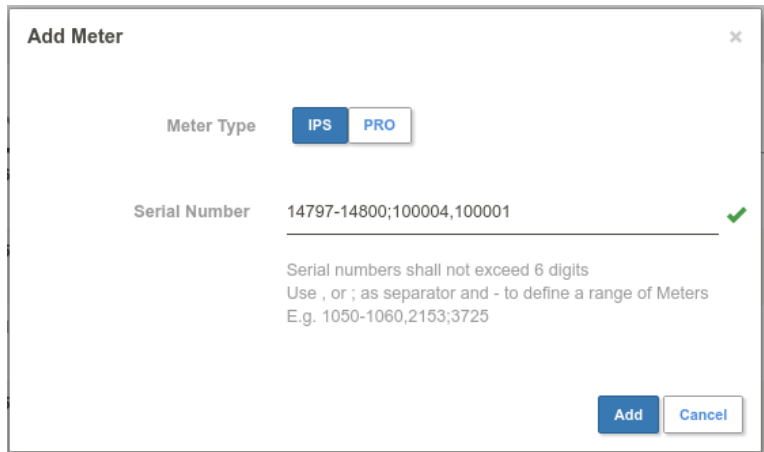 Add Meter ×
Meter Type IPS PRO
Serial Number 14797-14800;100004,100001
Serial numbers shall not exceed 6 digits
Use , or ; as separator and - to define a range of Meters
E.g. 1050-1060,2153;3725
Add Cancel